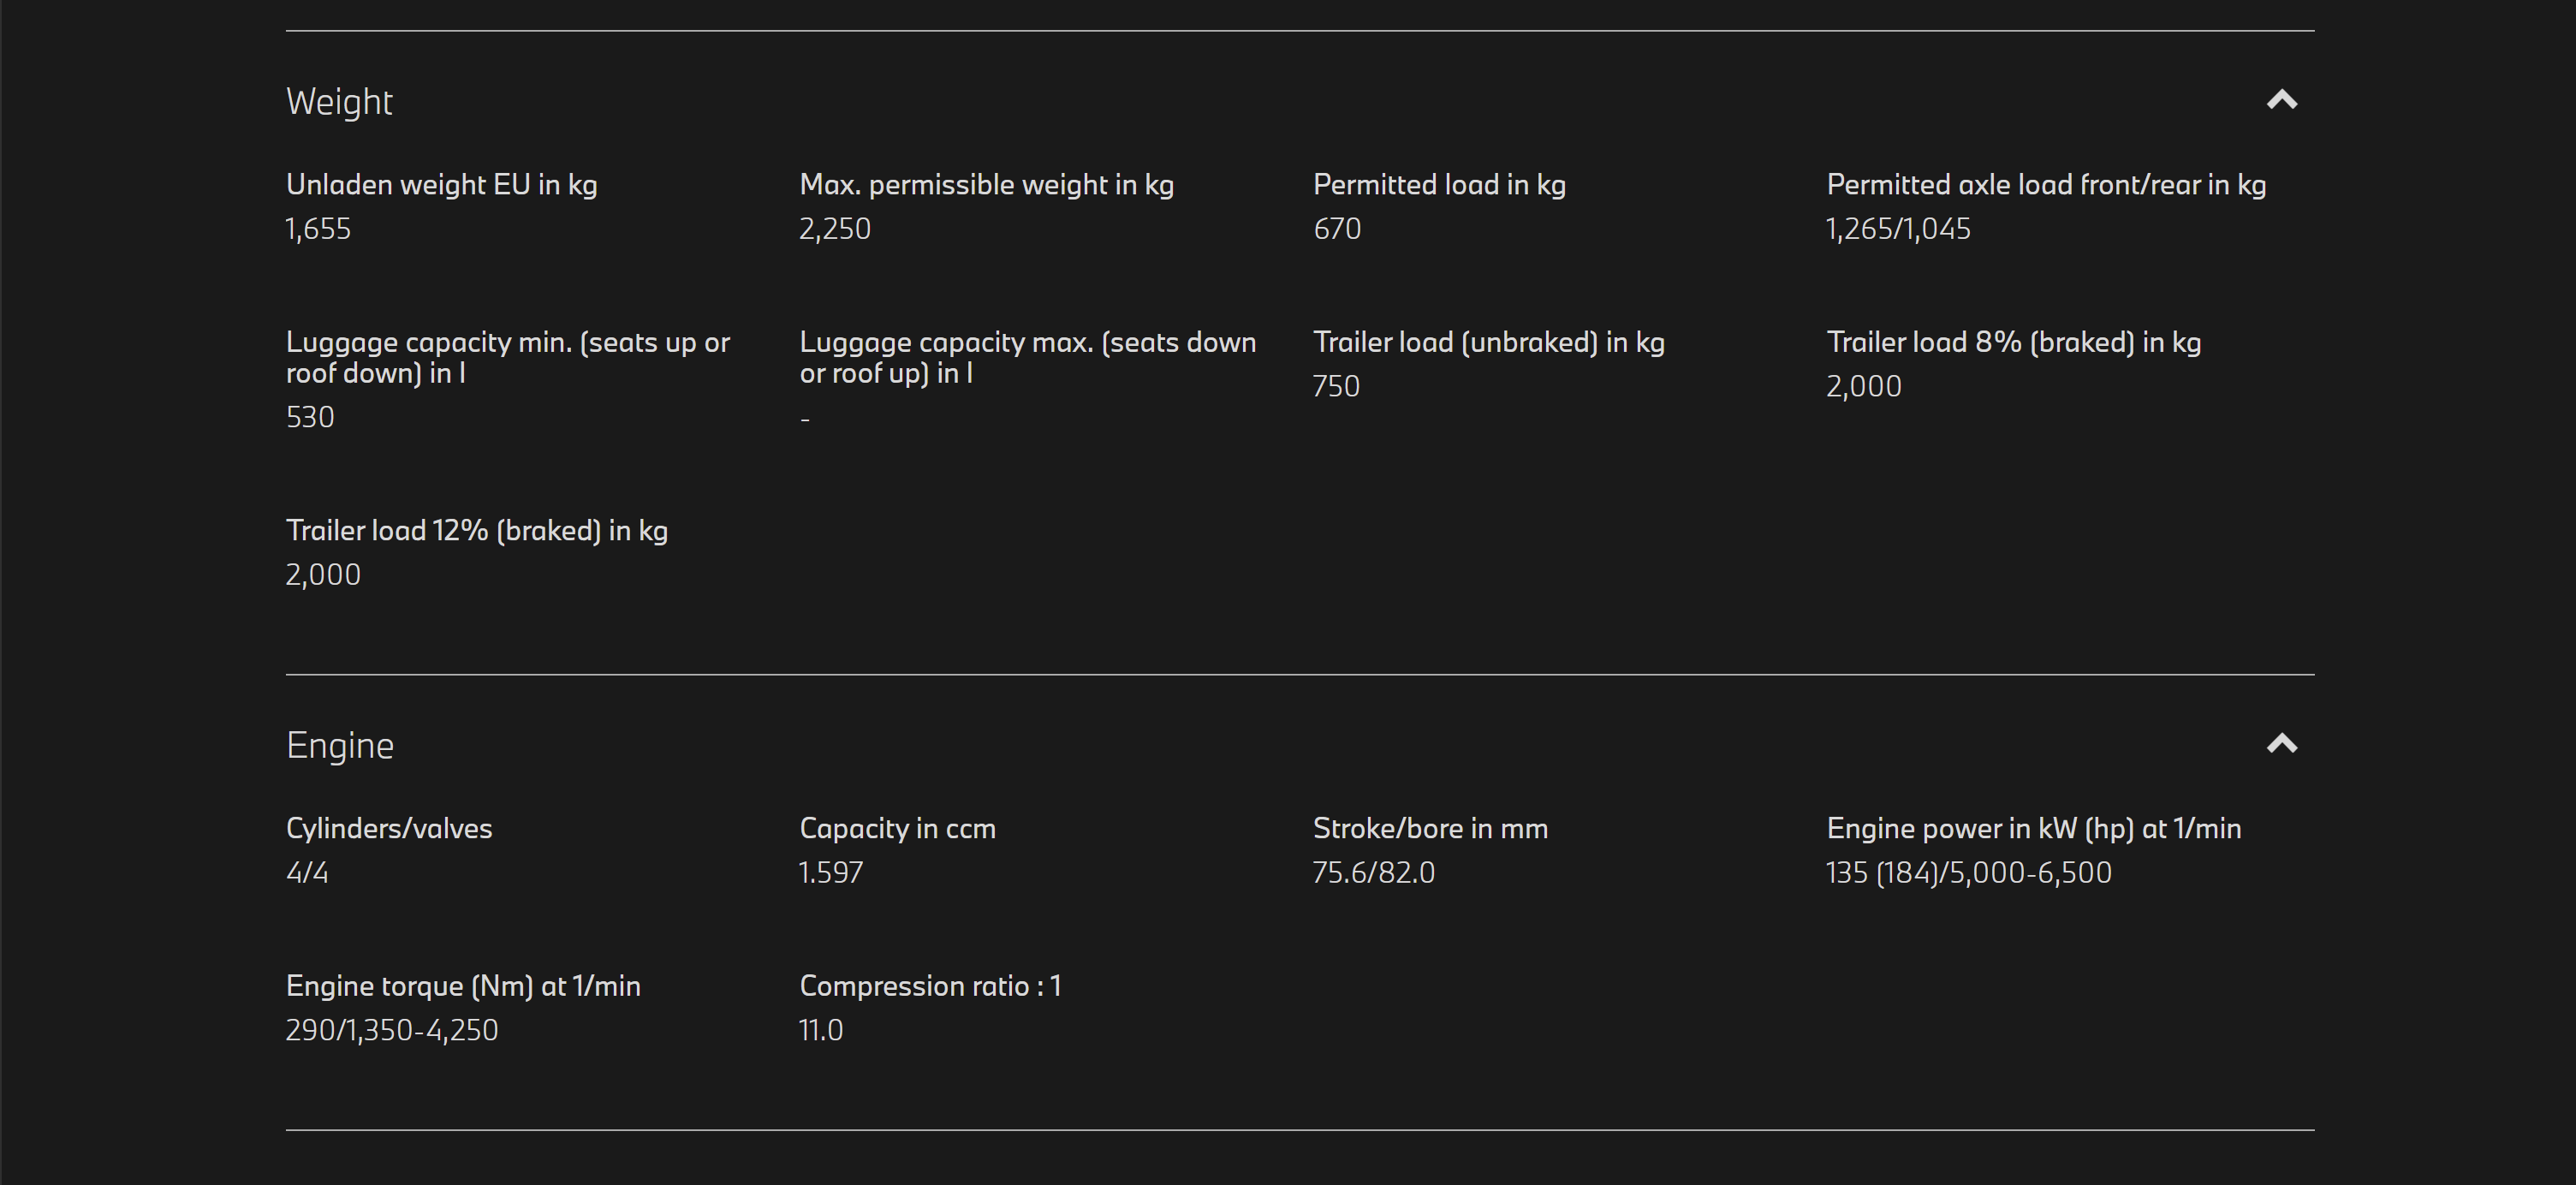 Weight
Unladen weight EU in kg
1,655
Max. permissible weight in kg
2,250
Permitted load in kg
670
Permitted axle load front/rear in kg
1,265/1,045
Luggage capacity min. (seats up or
roof down) in l
530
Luggage capacity max. (seats down
or roof up) in l
-
Trailer load (unbraked) in kg
750
Trailer load 8% (braked) in kg
2,000
Trailer load 12% (braked) in kg
2,000
Engine
Cylinders/valves
4/4
Capacity in ccm
1.597
Stroke/bore in mm
75.6/82.0
Engine power in kW (hp) at 1/min
135 (184)/5,000-6,500
Engine torque (Nm) at 1/min
290/1,350-4,250
Compression ratio : 1
11.0